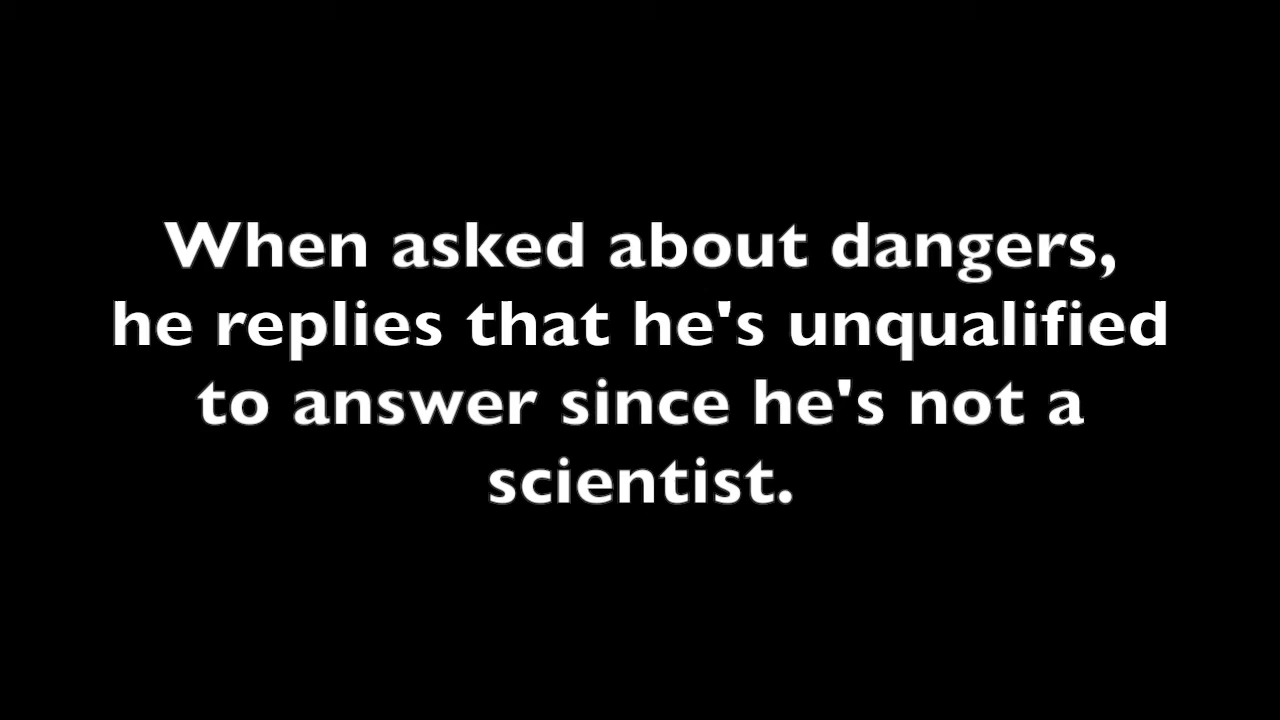 When asked about dangers,
he replies that he's unqualified
to answer since he's not a
scientist.